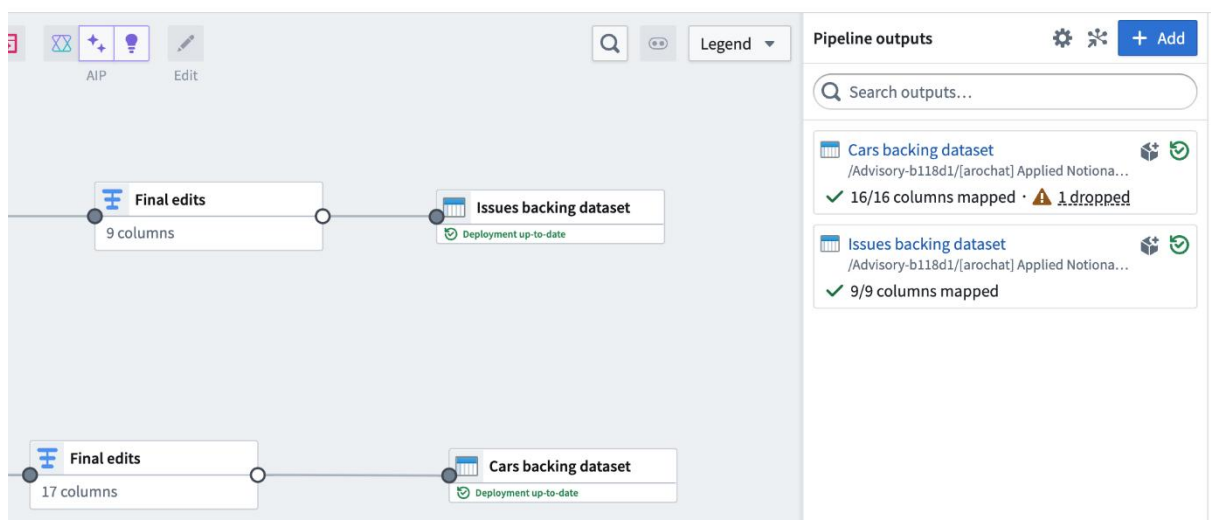 AIP
Edit
Legend
Final edits
9 columns
Issues backing dataset
Deployment up-to-date
Final edits
17 columns
Cars backing dataset
Deployment up-to-date
Pipeline outputs
+ Add
Search outputs...
Cars backing dataset
/Advisory-b118d1/[arochat] Applied Notiona...
16/16 columns mapped · 1 dropped
Issues backing dataset
/Advisory-b118d1/[arochat] Applied Notiona...
9/9 columns mapped